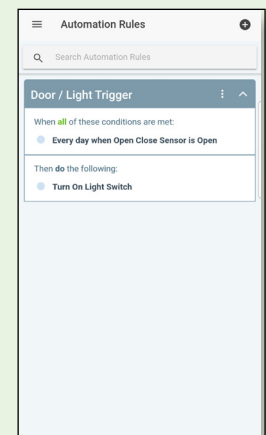 Automation Rules
Search Automation Rules
Door / Light Trigger
When all of these conditions are met:
Every day when Open Close Sensor is Open
Then do the following:
Turn On Light Switch